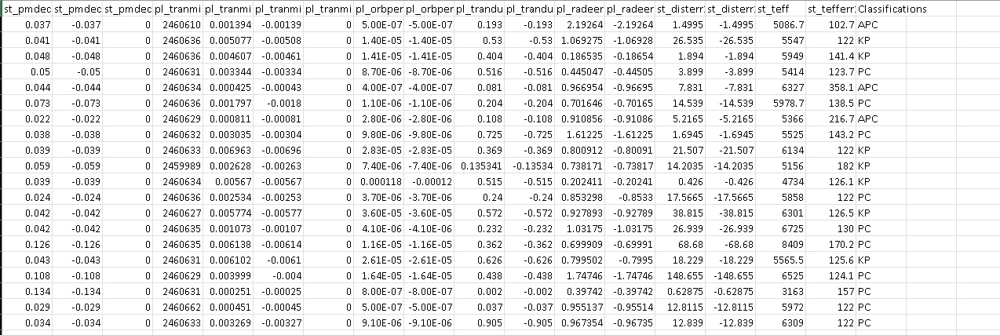 st_pmdec st_pmdec st_pmdec pl_tranmi pl_tranmi pl_tranmi pl_tranmi pl_orbper pl_orbper pl_trandu pl_trandu pl_radeer pl_radeer st_disterr st_disterr st_teff st_tefferr Classifications
0.037 -0.037 0 2460610 0.001394 -0.00139 0 5.00E-07 -5.00E-07 0.193 -0.193 2.19264 -2.19264 1.4995 -1.4995 5086.7 102.7 APC
0.041 -0.041 0 2460636 0.005077 -0.00508 0 1.40E-05 -1.40E-05 0.53 -0.53 1.069275 -1.06928 26.535 -26.535 5547 122 KP
0.048 -0.048 0 2460636 0.004607 -0.00461 0 1.41E-05 -1.41E-05 0.404 -0.404 0.186535 -0.18654 1.894 -1.894 5949 141.4 KP
0.05 -0.05 0 2460631 0.003344 -0.00334 0 8.70E-06 -8.70E-06 0.516 -0.516 0.445047 -0.44505 3.899 -3.899 5414 123.7 PC
0.044 -0.044 0 2460634 0.000425 -0.00043 0 4.00E-07 -4.00E-07 0.081 -0.081 0.966954 -0.96695 7.831 -7.831 6327 358.1 APC
0.073 -0.073 0 2460636 0.001797 -0.0018 0 1.10E-06 -1.10E-06 0.204 -0.204 0.701646 -0.70165 14.539 -14.539 5978.7 138.5 PC
0.022 -0.022 0 2460629 0.000811 -0.00081 0 2.80E-06 -2.80E-06 0.108 -0.108 0.910856 -0.91086 5.2165 -5.2165 5366 216.7 APC
0.038 -0.038 0 2460632 0.003035 -0.00304 0 9.80E-06 -9.80E-06 0.725 -0.725 1.61225 -1.61225 1.6945 -1.6945 5525 143.2 PC
0.039 -0.039 0 2460633 0.006963 -0.00696 0 2.83E-05 -2.83E-05 0.369 -0.369 0.800912 -0.80091 21.507 -21.507 6134 122 KP
0.059 -0.059 0 2459989 0.002628 -0.00263 0 7.40E-06 -7.40E-06 0.135341 -0.13534 0.738171 -0.73817 14.2035 -14.2035 5156 182 KP
0.039 -0.039 0 2460634 0.00567 -0.00567 0 0.000118 -0.00012 0.515 -0.515 0.202411 -0.20241 0.426 -0.426 4734 126.1 KP
0.024 -0.024 0 2460636 0.002534 -0.00253 0 3.70E-06 -3.70E-06 0.24 -0.24 0.853298 -0.8533 17.5665 -17.5665 5858 122 PC
0.042 -0.042 0 2460627 0.005774 -0.00577 0 3.60E-05 -3.60E-05 0.572 -0.572 0.927893 -0.92789 38.815 -38.815 6301 126.5 KP
0.042 -0.042 0 2460635 0.001073 -0.00107 0 4.10E-06 -4.10E-06 0.232 -0.232 1.03175 -1.03175 26.939 -26.939 6725 130 PC
0.126 -0.126 0 2460635 0.006138 -0.00614 0 1.16E-05 -1.16E-05 0.362 -0.362 0.699909 -0.69991 68.68 -68.68 8409 170.2 PC
0.043 -0.043 0 2460631 0.006102 -0.0061 0 2.61E-05 -2.61E-05 0.626 -0.626 0.799502 -0.7995 18.229 -18.229 5565.5 125.6 KP
0.108 -0.108 0 2460629 0.003999 -0.004 0 1.64E-05 -1.64E-05 0.438 -0.438 1.74746 -1.74746 148.655 -148.655 6525 124.1 PC
0.134 -0.134 0 2460631 0.000251 -0.00025 0 8.00E-07 -8.00E-07 0.002 -0.002 0.39742 -0.39742 0.62875 -0.62875 3163 157 PC
0.029 -0.029 0 2460662 0.000451 -0.00045 0 5.00E-07 -5.00E-07 0.037 -0.037 0.955137 -0.95514 12.8115 -12.8115 5972 122 PC
0.034 -0.034 0 2460633 0.003269 -0.00327 0 9.10E-06 -9.10E-06 0.905 -0.905 0.967354 -0.96735 12.839 -12.839 6309 122 PC